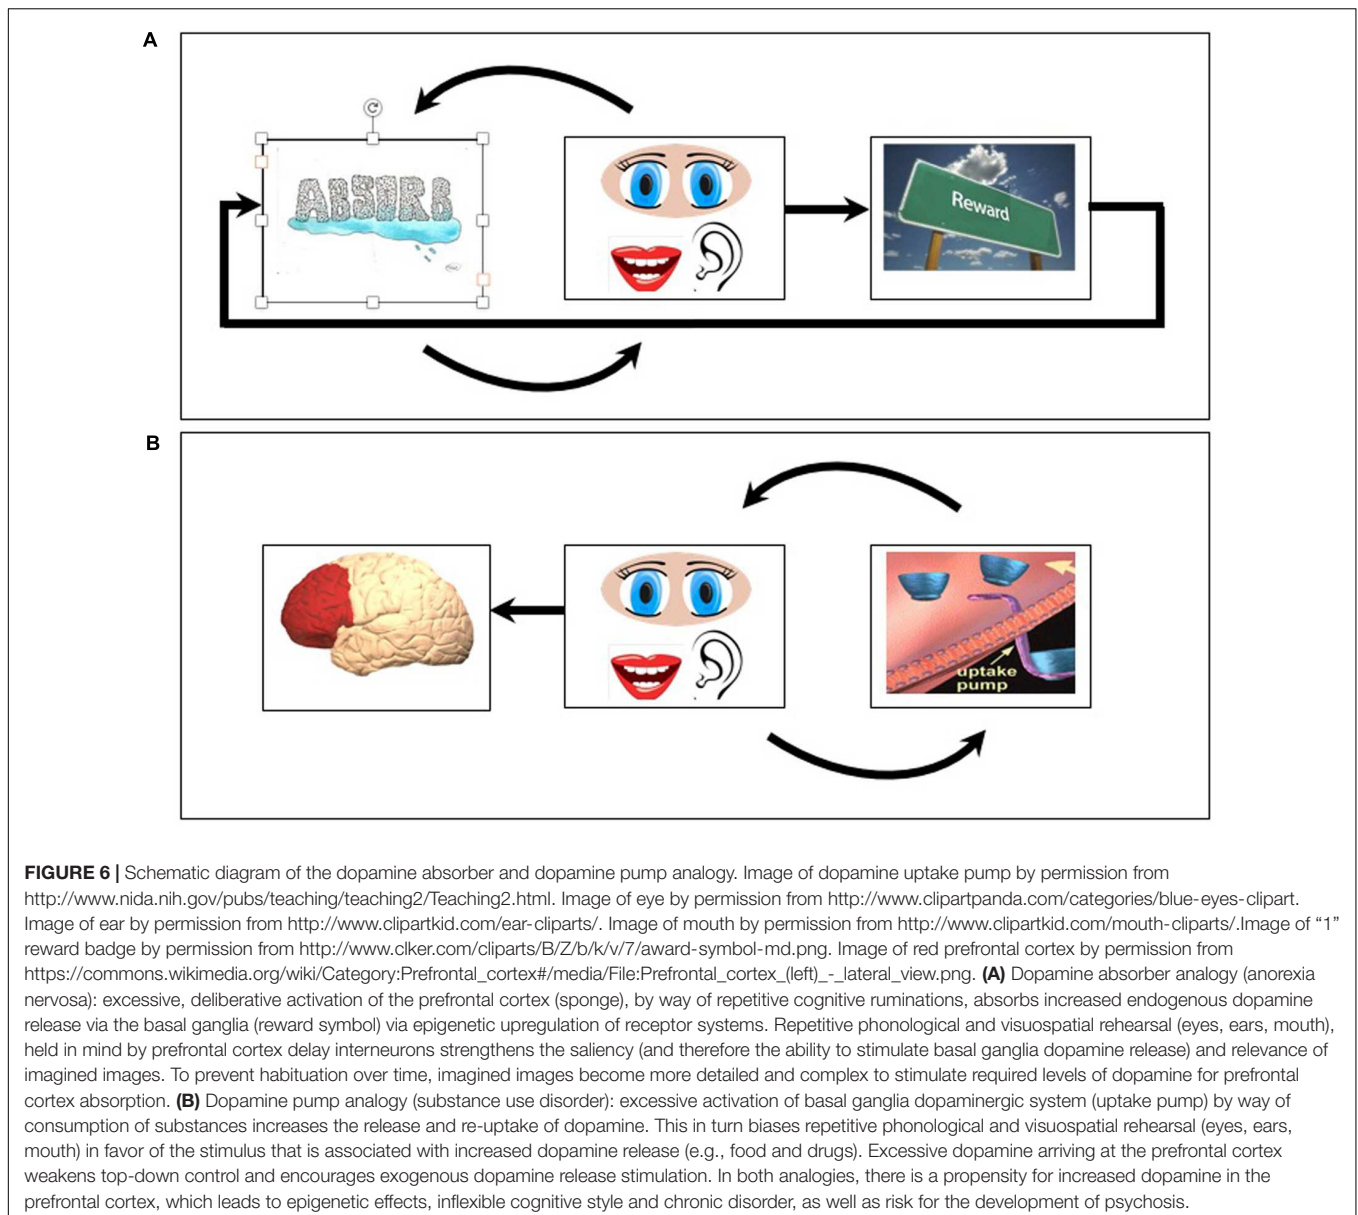 A
ABSORB
Reward
B
uptake
pump
FIGURE 6 | Schematic diagram of the dopamine absorber and dopamine pump analogy. Image of dopamine uptake pump by permission from
http://www.nida.nih.gov/pubs/teaching/teaching2/Teaching2.html. Image of eye by permission from http://www.clipartpanda.com/categories/blue-eyes-clipart.
Image of ear by permission from http://www.clipartkid.com/ear-cliparts/. Image of mouth by permission from http://www.clipartkid.com/mouth-cliparts/.Image of “1”
reward badge by permission from http://www.clker.com/cliparts/B/Z/b/k/v/7/award-symbol-md.png. Image of red prefrontal cortex by permission from
https://commons.wikimedia.org/wiki/Category:Prefrontal_cortex#/media/File:Prefrontal_cortex_(left)_-_lateral_view.png. (A) Dopamine absorber analogy (anorexia
nervosa): excessive, deliberative activation of the prefrontal cortex (sponge), by way of repetitive cognitive ruminations, absorbs increased endogenous dopamine
release via the basal ganglia (reward symbol) via epigenetic upregulation of receptor systems. Repetitive phonological and visuospatial rehearsal (eyes, ears, mouth),
held in mind by prefrontal cortex delay interneurons strengthens the saliency (and therefore the ability to stimulate basal ganglia dopamine release) and relevance of
imagined images. To prevent habituation over time, imagined images become more detailed and complex to stimulate required levels of dopamine for prefrontal
cortex absorption. (B) Dopamine pump analogy (substance use disorder): excessive activation of basal ganglia dopaminergic system (uptake pump) by way of
consumption of substances increases the release and re-uptake of dopamine. This in turn biases repetitive phonological and visuospatial rehearsal (eyes, ears,
mouth) in favor of the stimulus that is associated with increased dopamine release (e.g., food and drugs). Excessive dopamine arriving at the prefrontal cortex
weakens top-down control and encourages exogenous dopamine release stimulation. In both analogies, there is a propensity for increased dopamine in the
prefrontal cortex, which leads to epigenetic effects, inflexible cognitive style and chronic disorder, as well as risk for the development of psychosis.